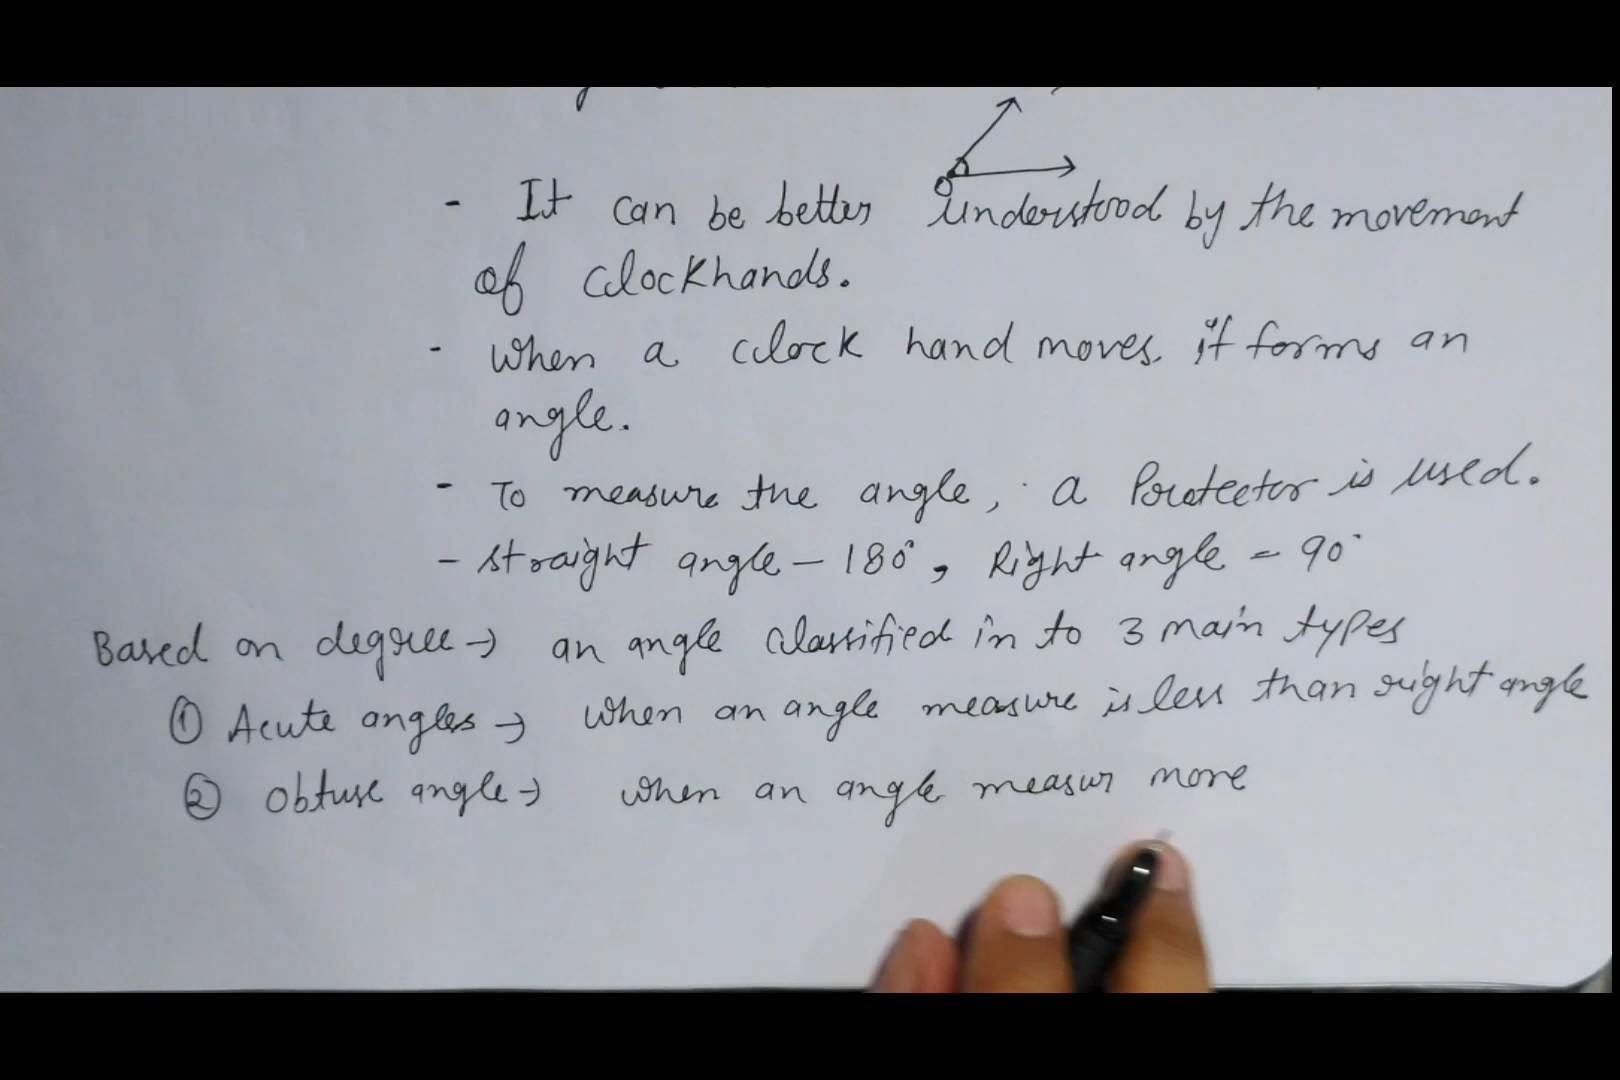 O
- It can be better understood by the movement
of clockhands.
- When a clock hand moves. it forms an
angle.
- To measure the angle, a Protector is used.
- straight angle - 180°, Right angle - 90°
Based on degree → an angle classified in to 3 main types
① Acute angles → When an angle measure is less than right angle
② Obtuse angle → when an angle measur more